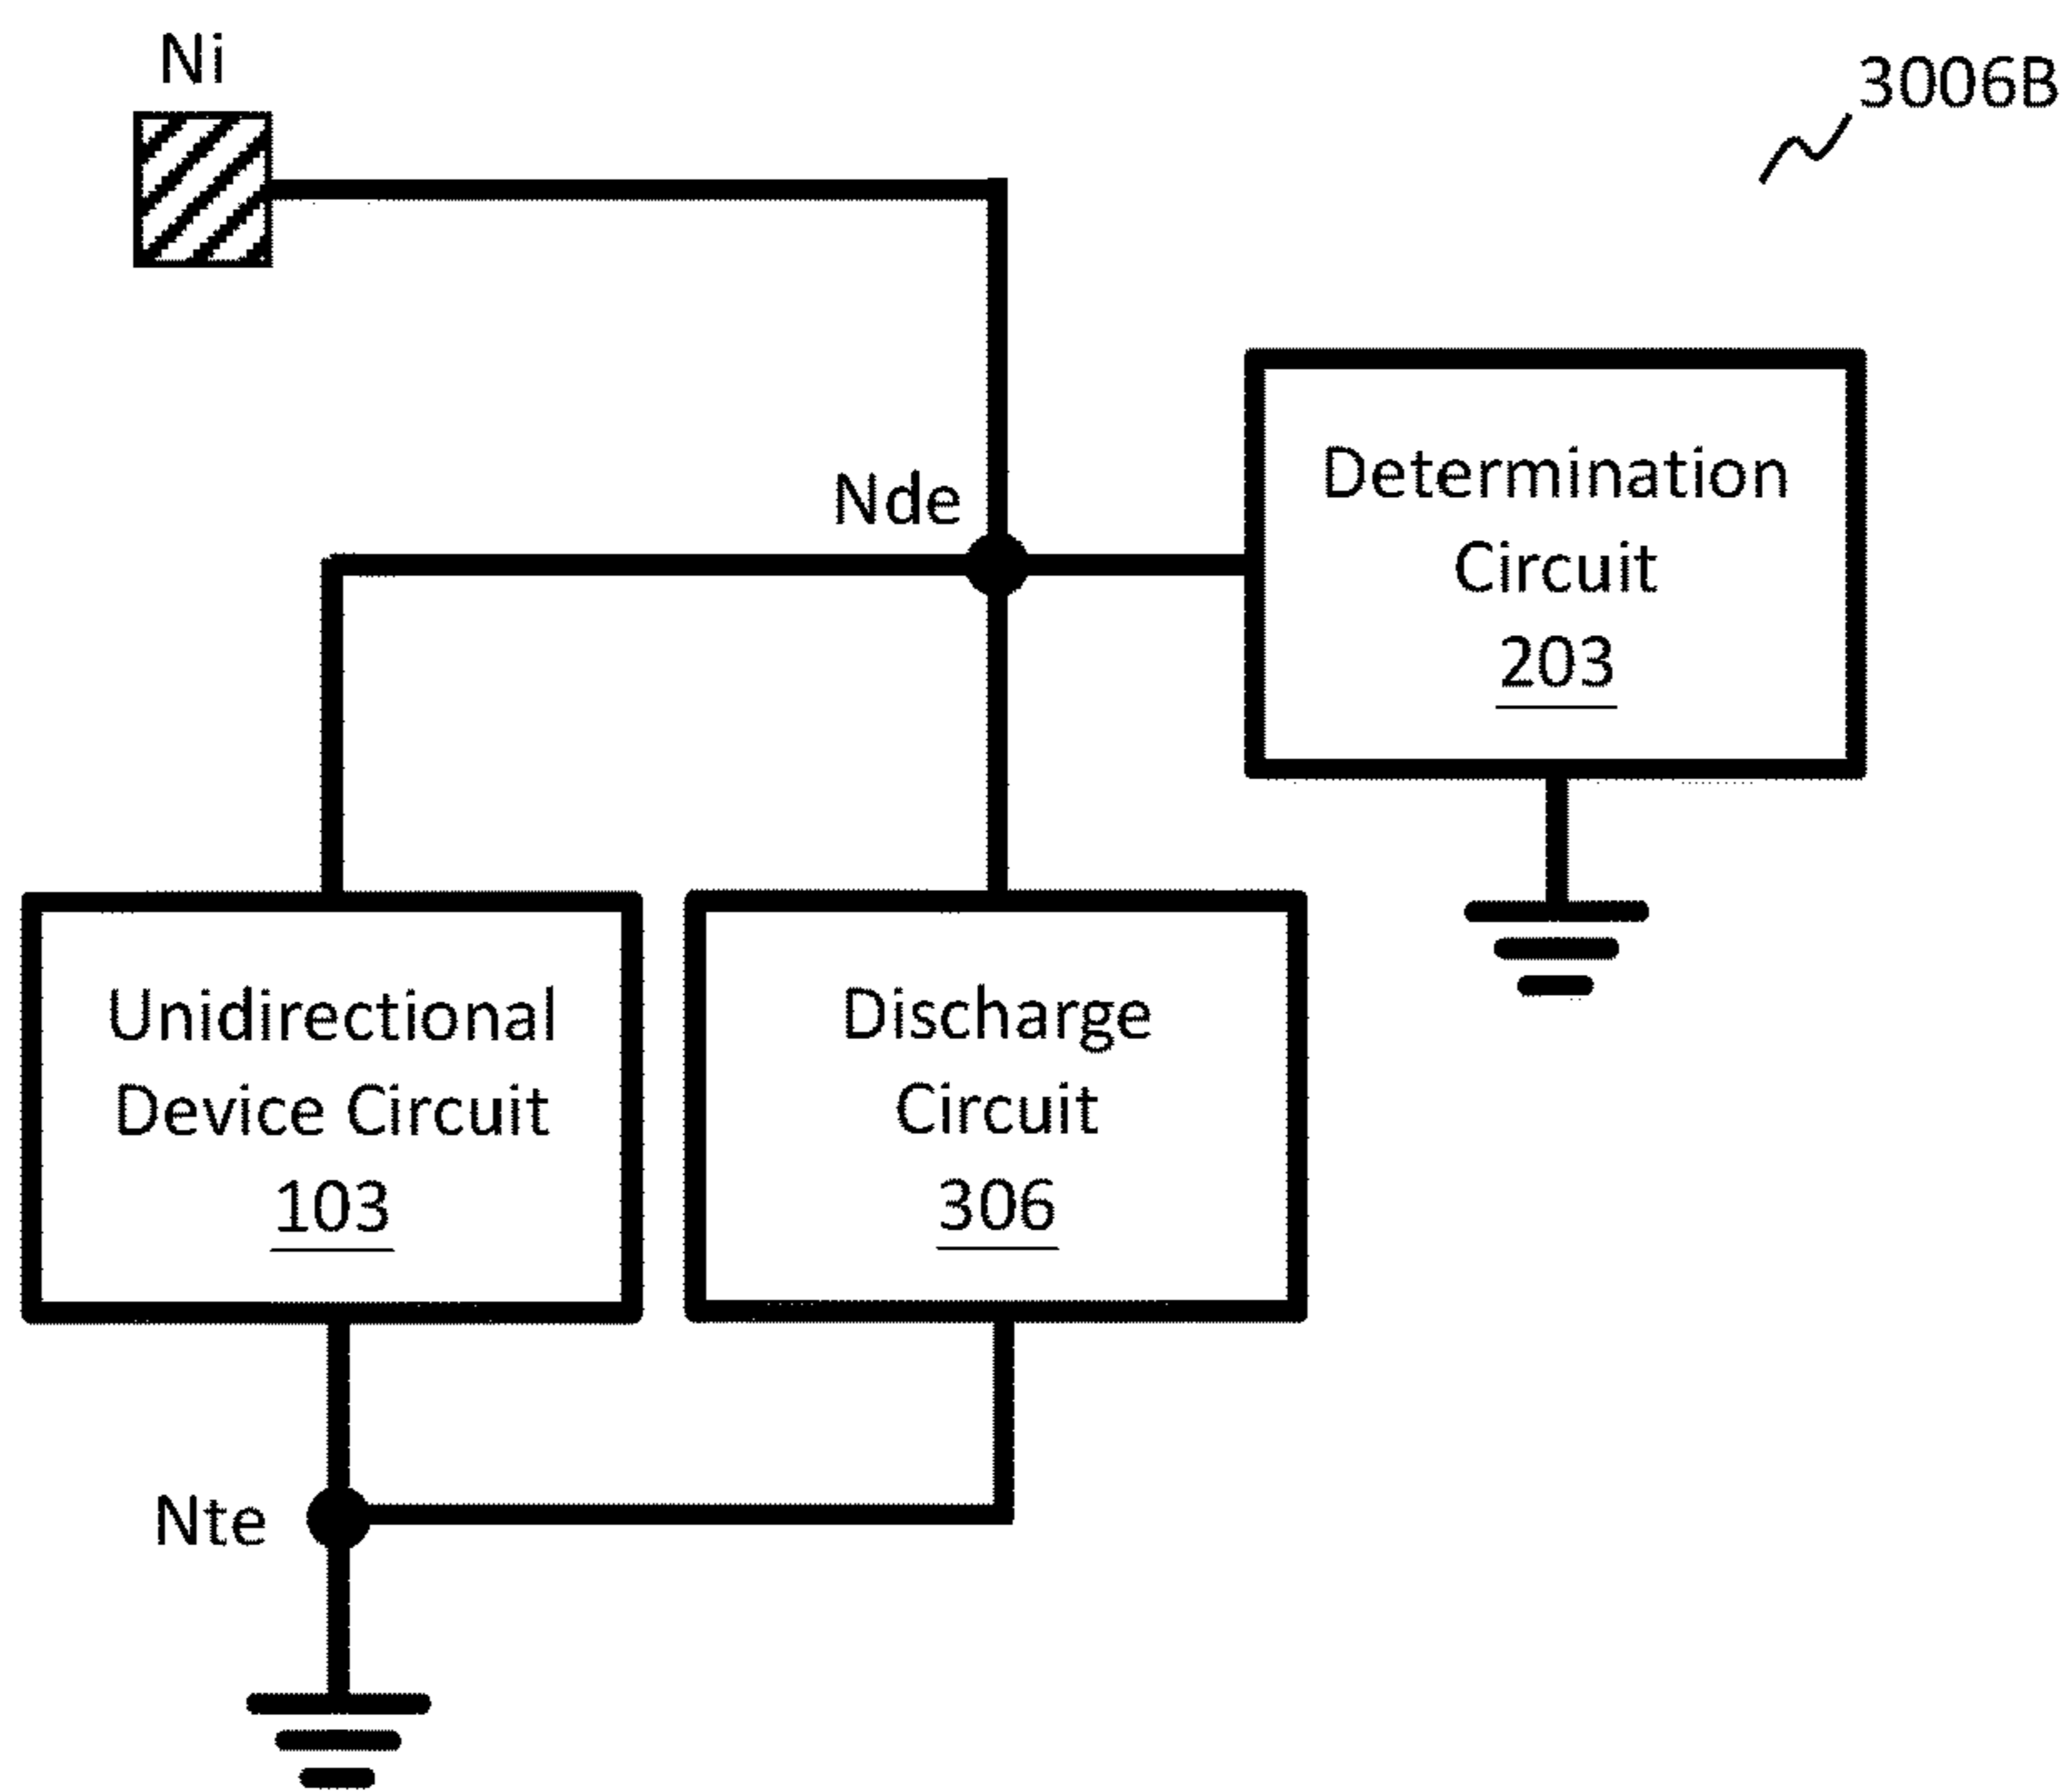 Ni
3006B
Nde
Determination
Circuit
203
Unidirectional
Device Circuit
103
Discharge
Circuit
306
Nte